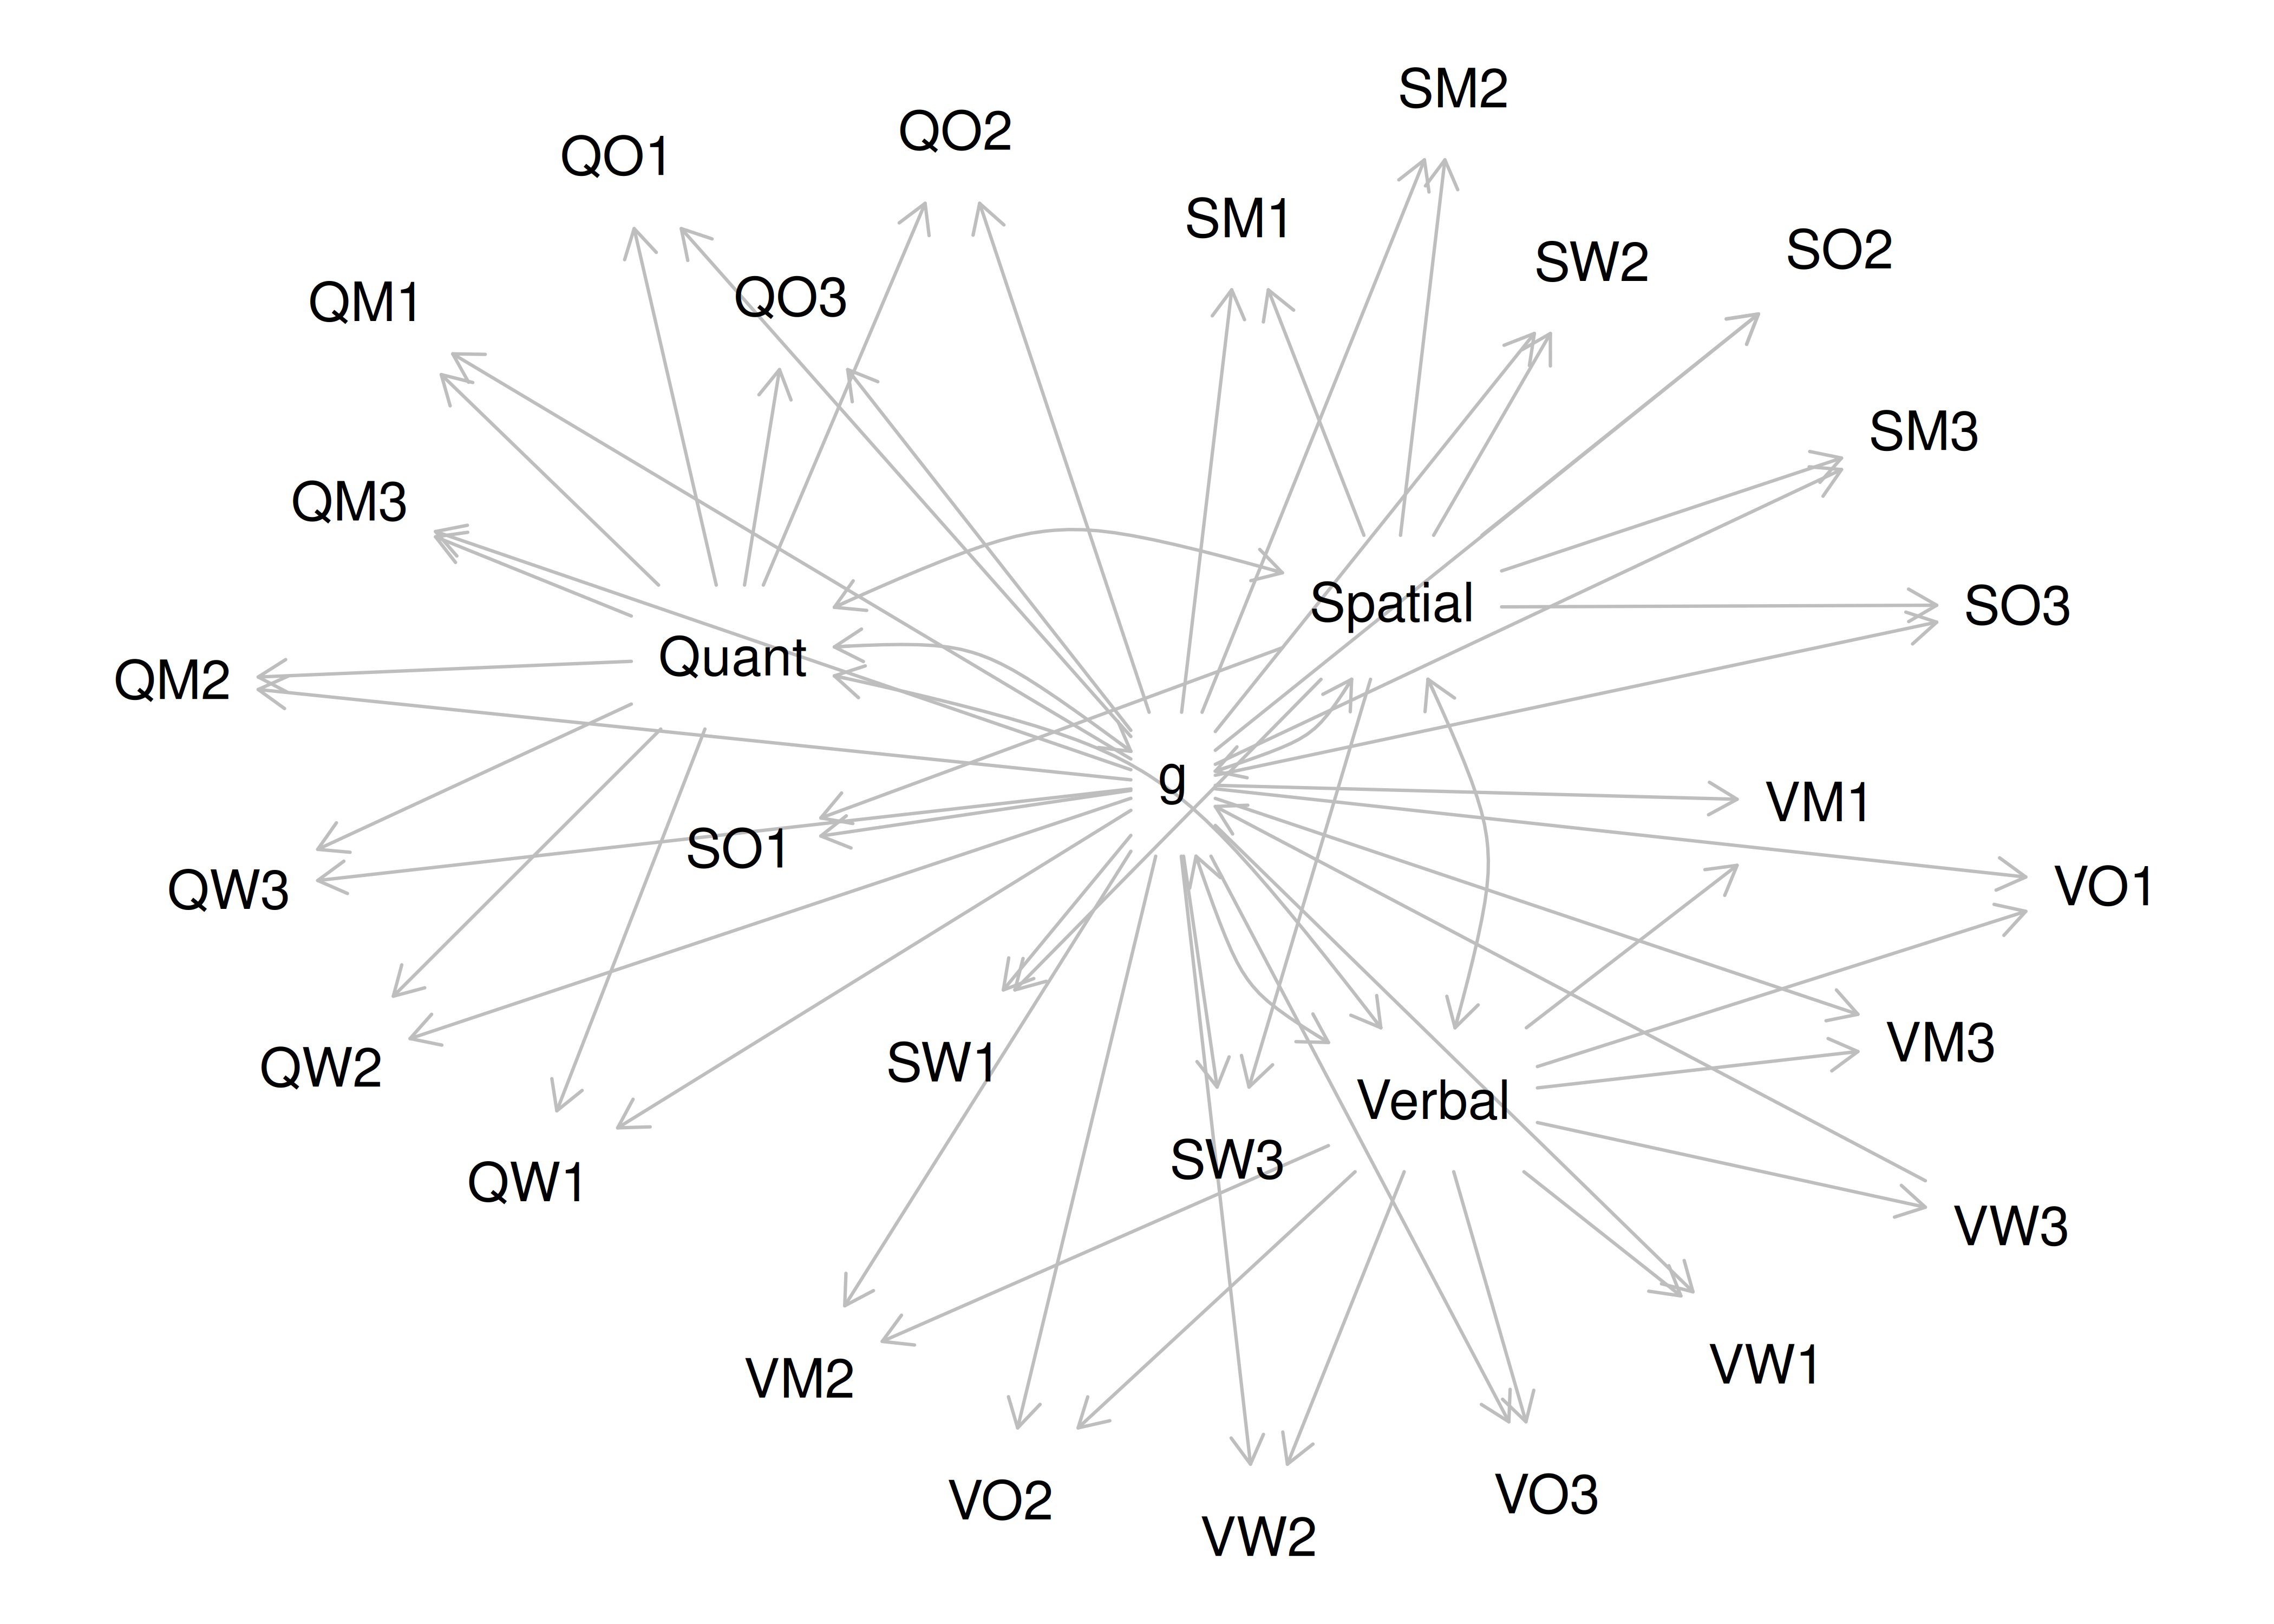 SM2
QO2
QO1
SM1
SO2
SW2
QO3
QM1
SM3
QM3
Spatial
SO3
Quant
QM2
g
VM1
SO1
VO1
QW3
VM3
SW1
QW2
Verbal
SW3
QW1
VW3
VW1
VM2
VO3
VO2
VW2